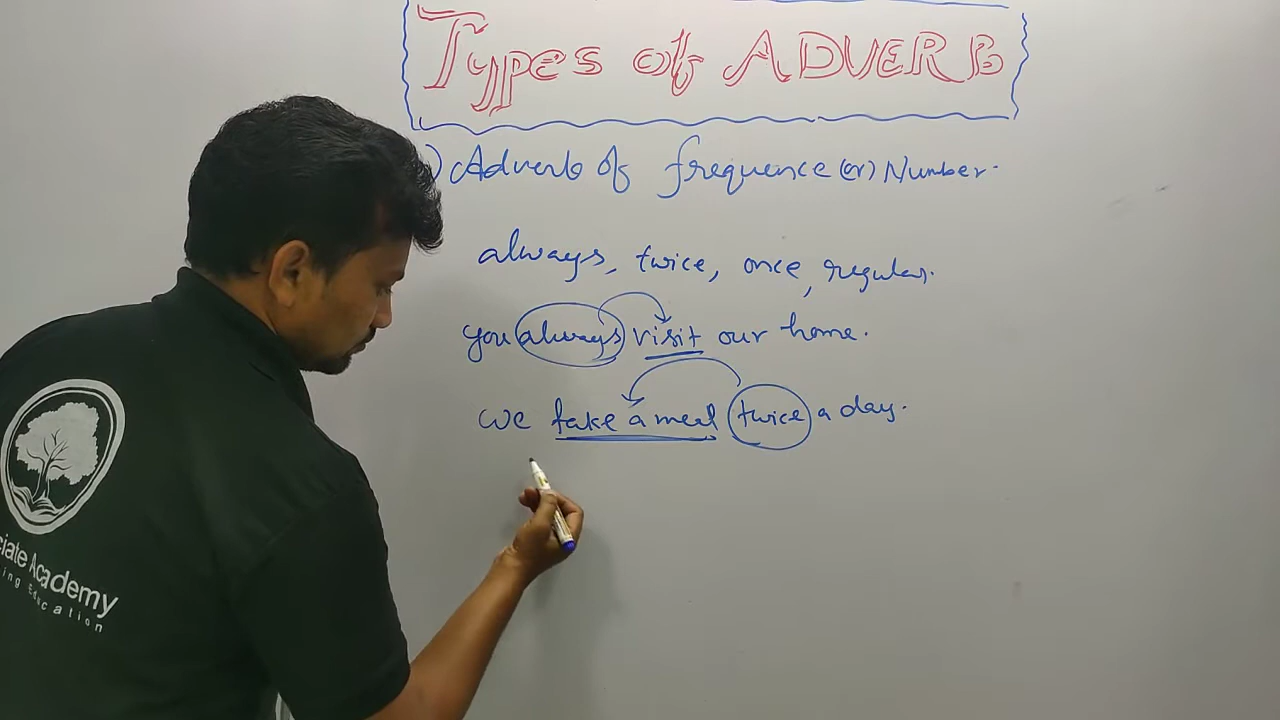 Types of ADVERB
) Adverb of frequence (or) Number.
always, twice, once, regular.
you always visit our home.
we take a meal twice a day.
ciate Academy
ing Education